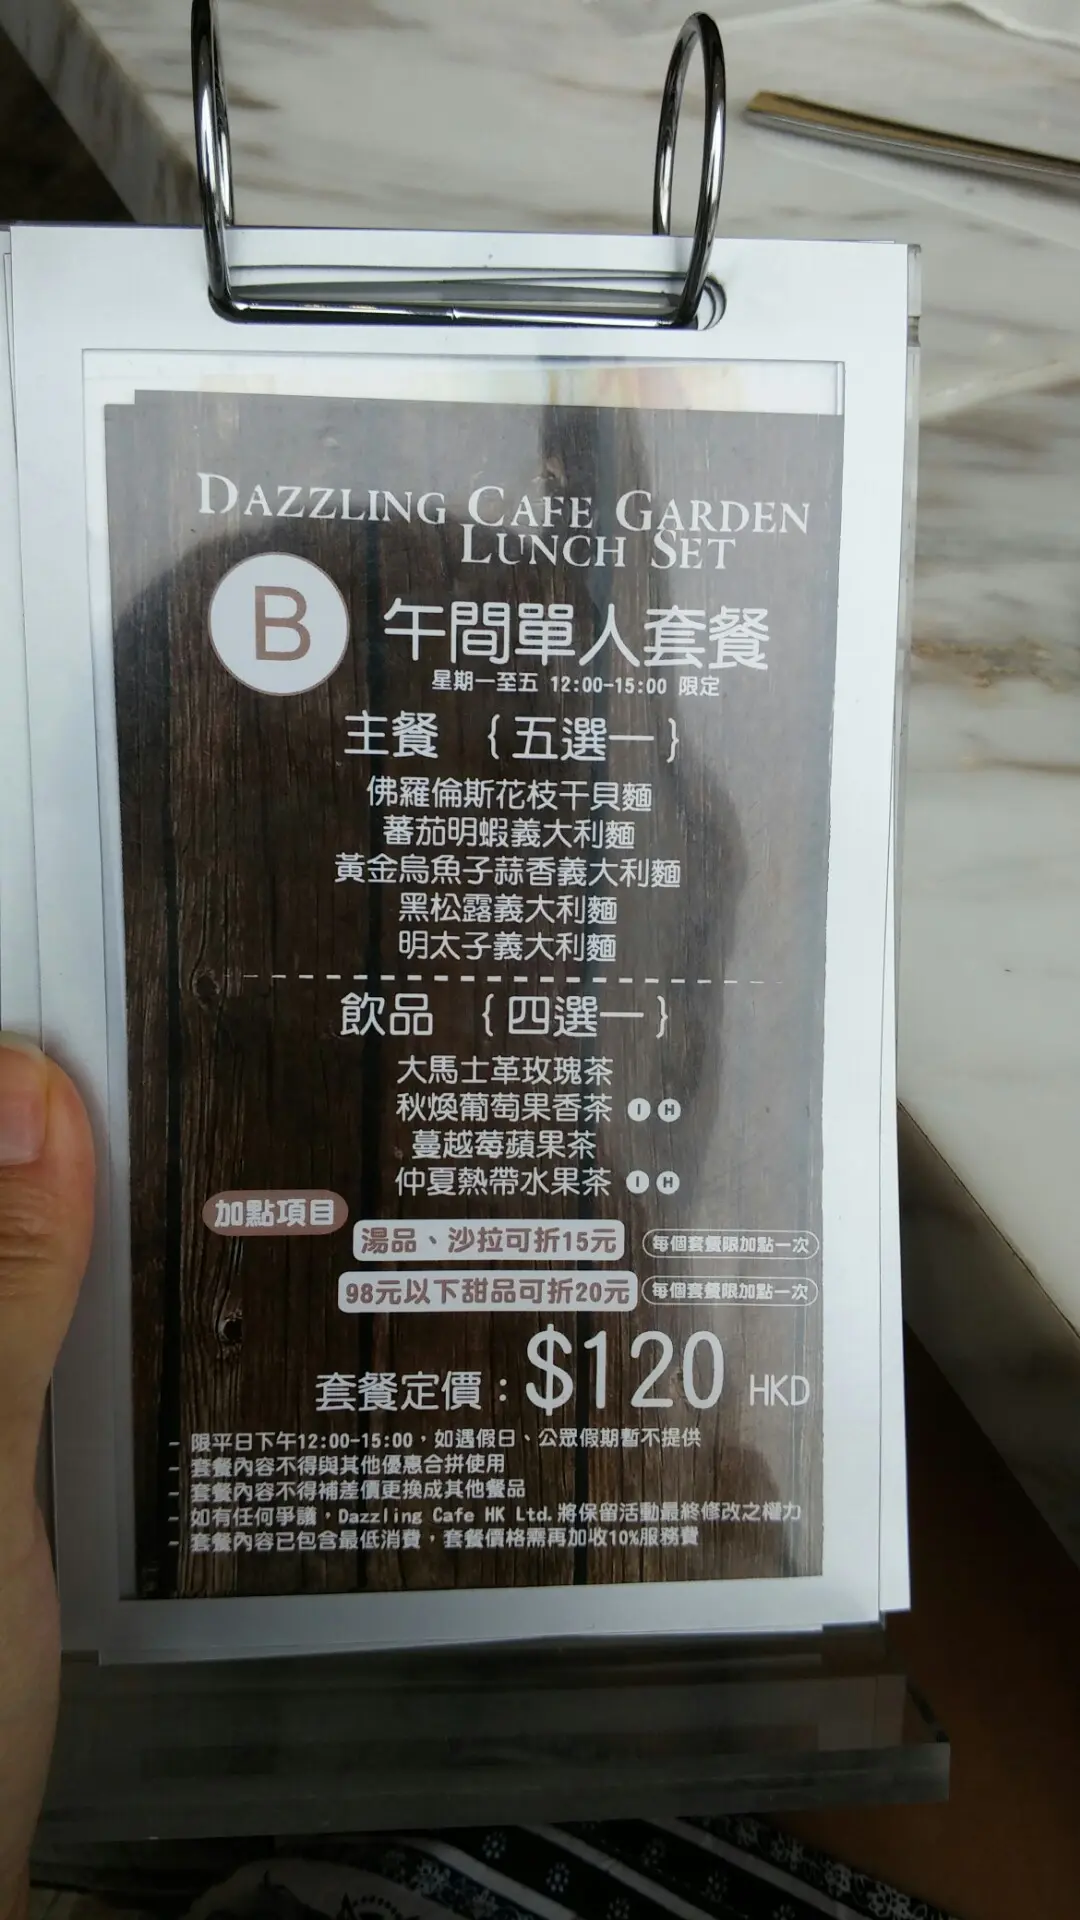 DAZZLING CAFE GARDEN
LUNCH SET
B
午間單人套餐
星期一至五 12:00-15:00 限定
主餐 {五選一}
佛羅倫斯花枝干貝麵
蕃茄明蝦義大利麵
黃金烏魚子蒜香義大利麵
黑松露義大利麵
明太子義大利麵
飲品 {四選一}
大馬士革玫瑰茶
秋煥葡萄果香茶 I H
蔓越莓蘋果茶
仲夏熱帶水果茶 I H
加點項目
湯品、沙拉可折15元 每個套餐限加點一次
98元以下甜品可折20元 每個套餐限加點一次
套餐定價：$120 HKD
- 限平日下午12:00-15:00，如遇假日、公眾假期暫不提供
- 套餐內容不得與其他優惠合拼使用
- 套餐內容不得補差價更換成其他餐品
- 如有任何爭議，Dazzling Cafe HK Ltd.將保留活動最終修改之權力
- 套餐內容已包含最低消費，套餐價格需再加收10%服務費